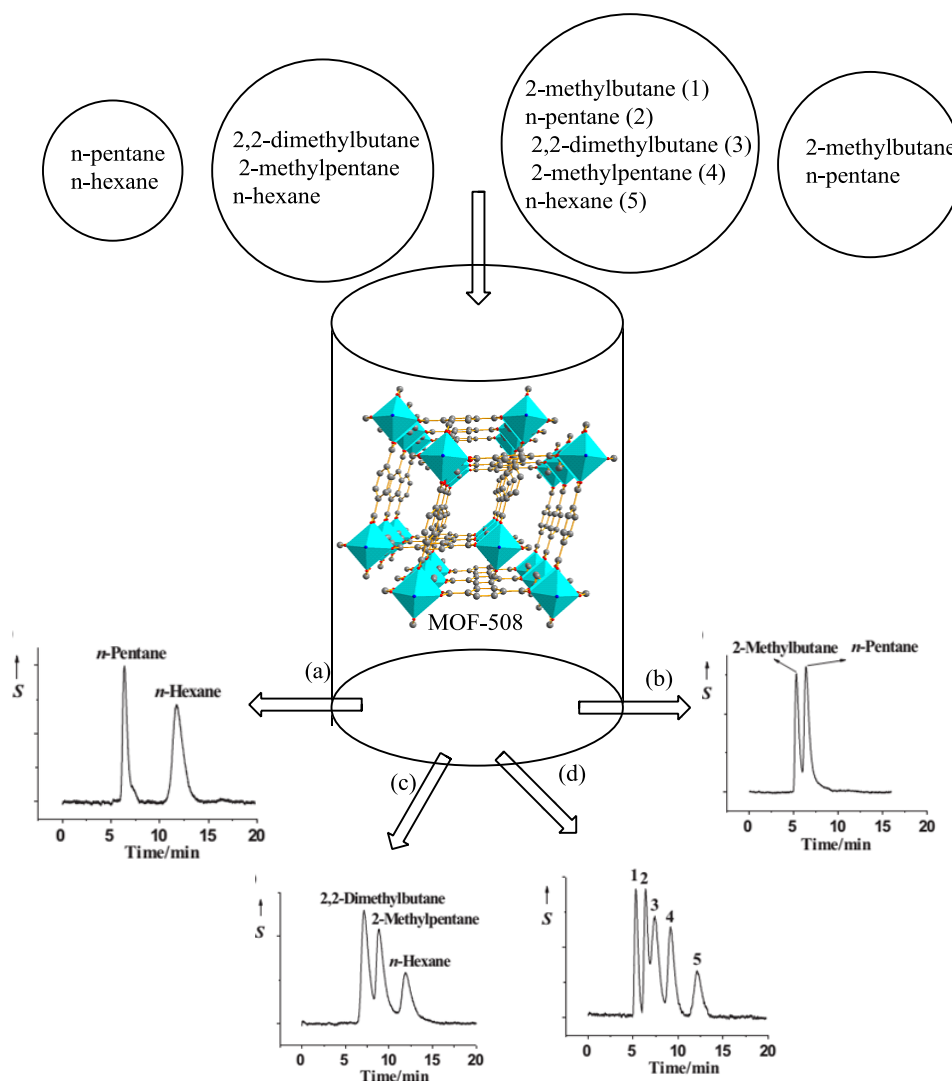 n-pentane
n-hexane
2,2-dimethylbutane
2-methylpentane
n-hexane
2-methylbutane (1)
n-pentane (2)
2,2-dimethylbutane (3)
2-methylpentane (4)
n-hexane (5)
2-methylbutane
n-pentane
MOF-508
(a)
(b)
(c)
(d)
n-Pentane
n-Hexane
S
0 5 10 15 20
Time/min
2-Methylbutane
n-Pentane
S
0 5 10 15 20
Time/min
2,2-Dimethylbutane
2-Methylpentane
n-Hexane
S
0 5 10 15 20
Time/min
1 2
3
4
5
S
0 5 10 15 20
Time/min